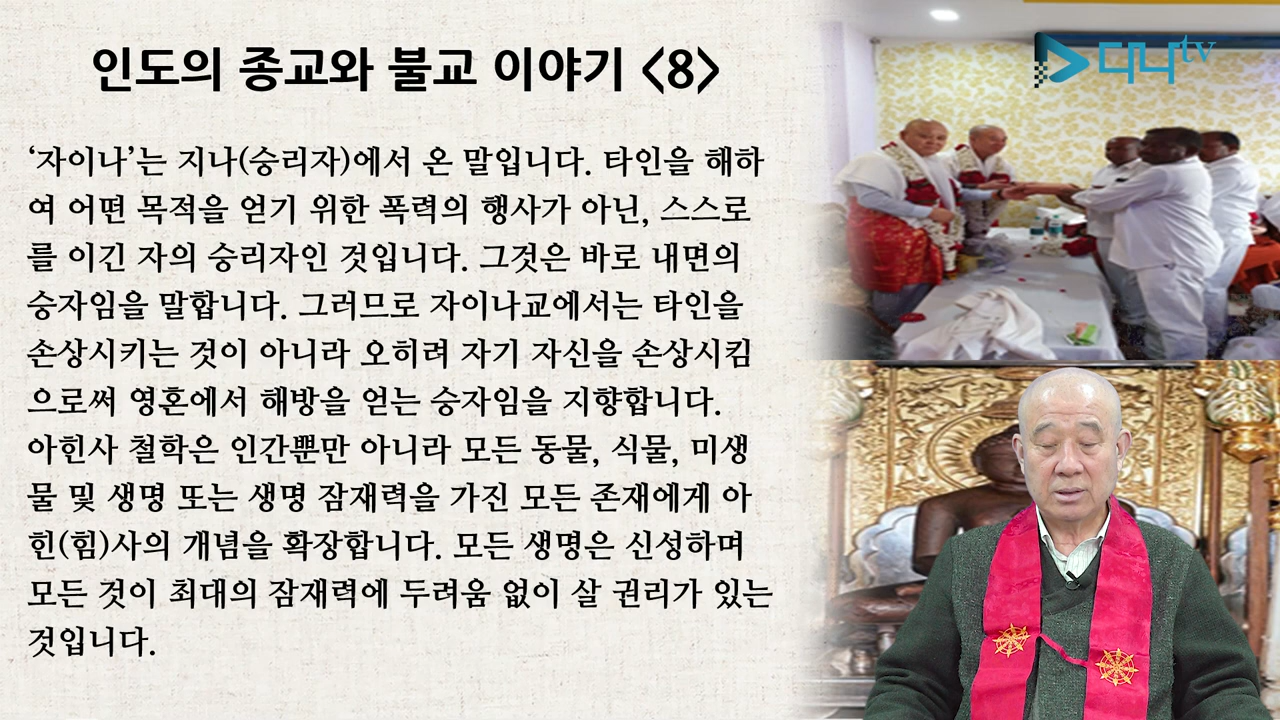 인도의 종교와 불교 이야기 <8>
다나tv
‘자이나’는 지나(승리자)에서 온 말입니다. 타인을 해하
여 어떤 목적을 얻기 위한 폭력의 행사가 아닌, 스스로
를 이긴 자의 승리자인 것입니다. 그것은 바로 내면의
승자임을 말합니다. 그러므로 자이나교에서는 타인을
손상시키는 것이 아니라 오히려 자기 자신을 손상시킴
으로써 영혼에서 해방을 얻는 승자임을 지향합니다.
아힌사 철학은 인간뿐만 아니라 모든 동물, 식물, 미생
물 및 생명 또는 생명 잠재력을 가진 모든 존재에게 아
힌(힘)사의 개념을 확장합니다. 모든 생명은 신성하며
모든 것이 최대의 잠재력에 두려움 없이 살 권리가 있는
것입니다.